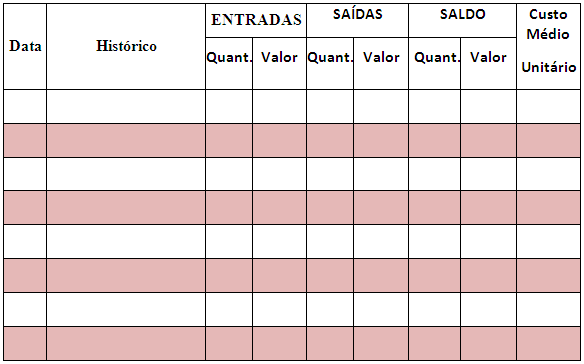 Data
Histórico
ENTRADAS
SAÍDAS
SALDO
Custo
Médio
Unitário
Quant.
Valor
Quant.
Valor
Quant.
Valor